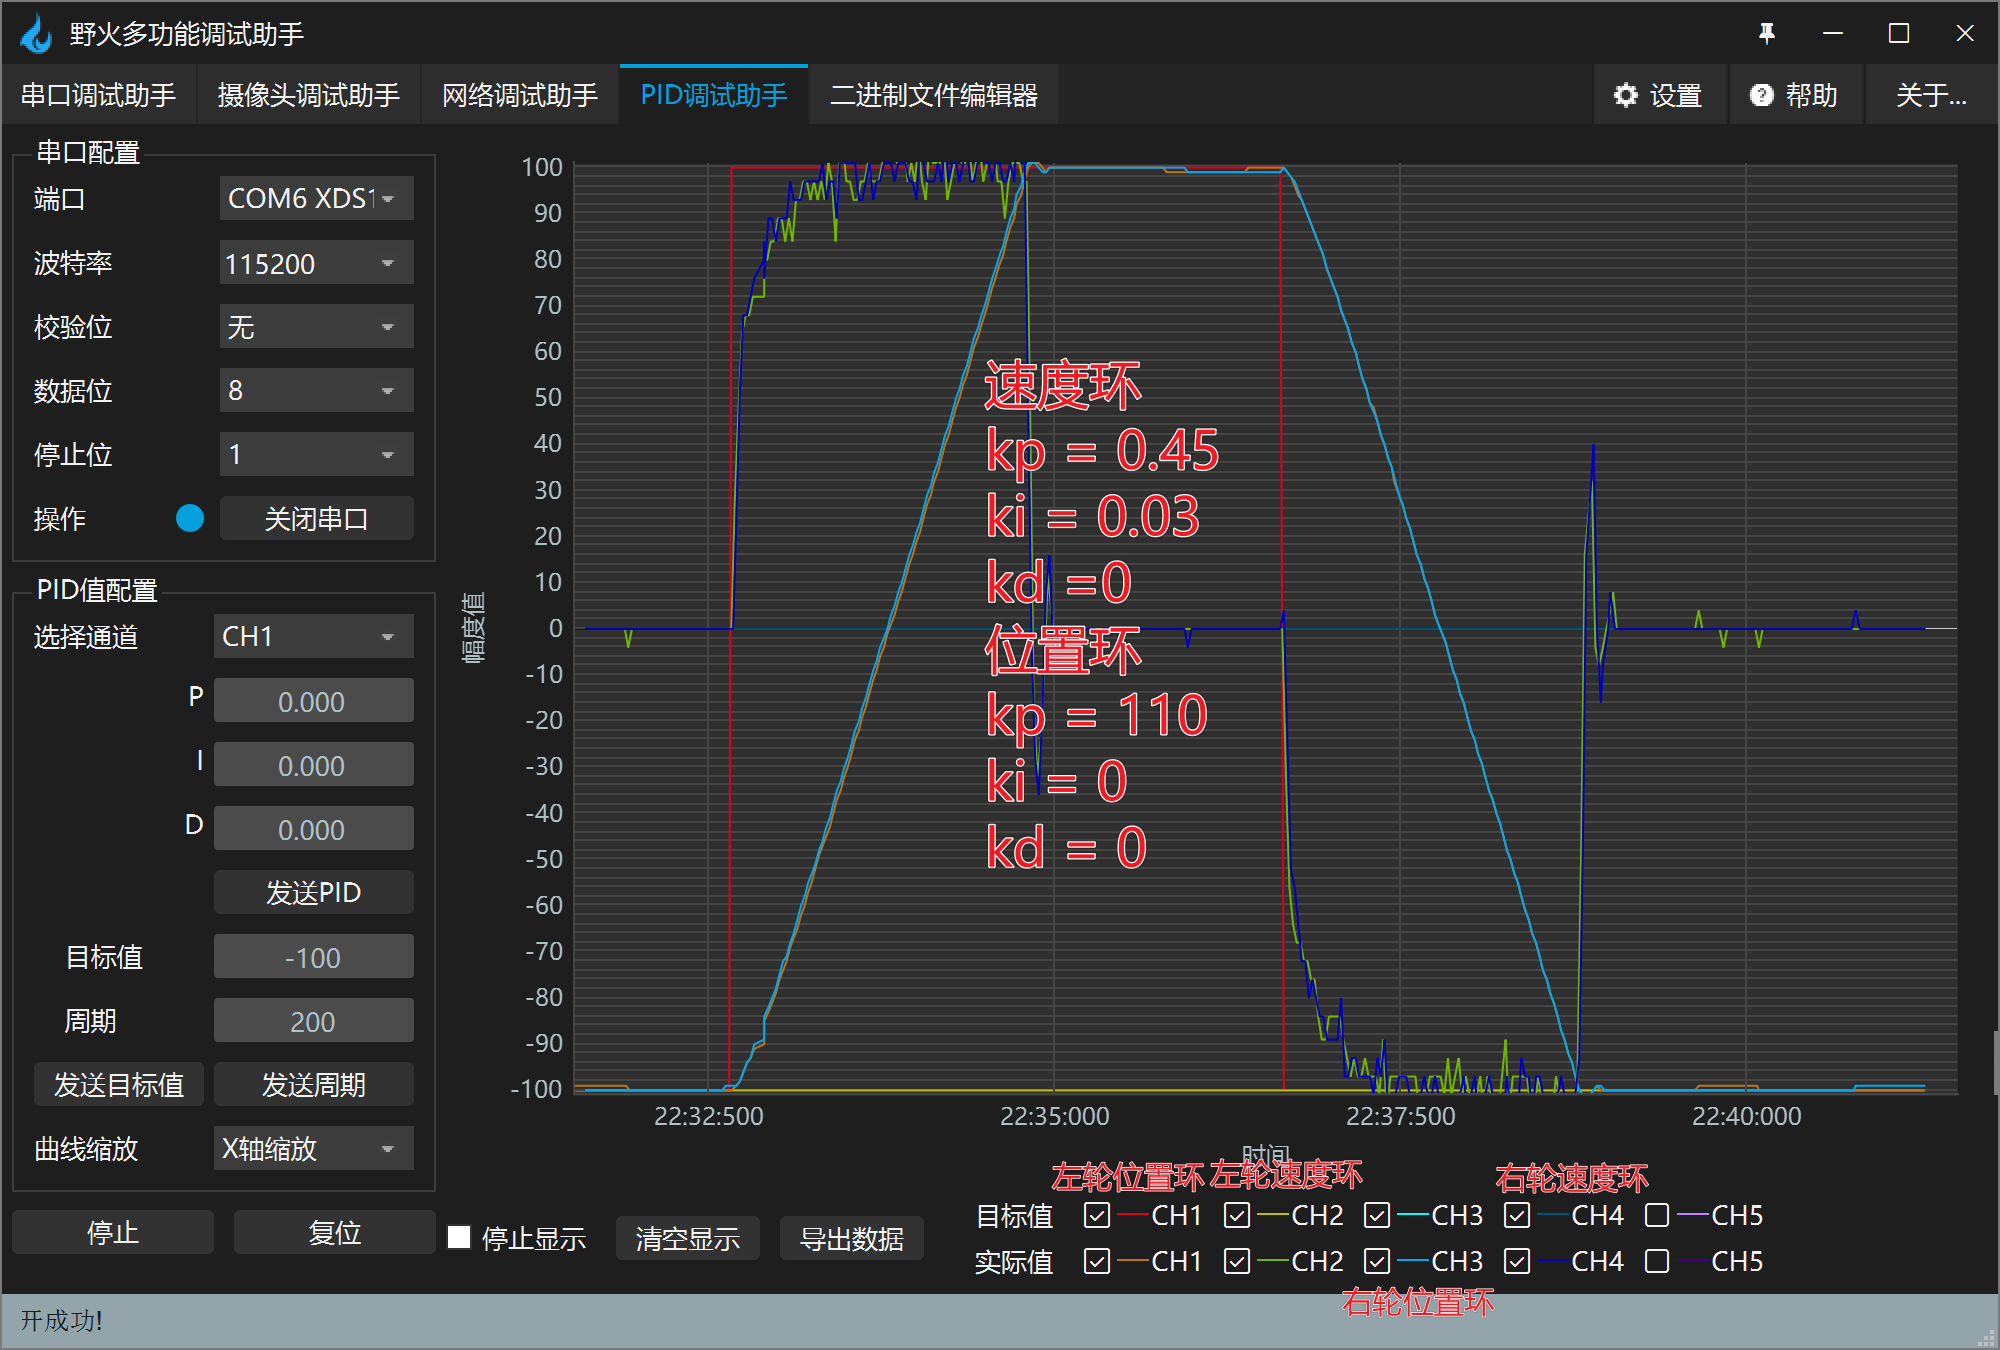 野火多功能调试助手
串口调试助手 摄像头调试助手 网络调试助手 PID调试助手 二进制文件编辑器 设置 帮助 关于...
串口配置
端口 COM6 XDS1
波特率 115200
校验位 无
数据位 8
停止位 1
操作 关闭串口
PID值配置
选择通道 CH1
P 0.000
I 0.000
D 0.000
发送PID
目标值 -100
周期 200
发送目标值 发送周期
曲线缩放 X轴缩放
停止 复位 停止显示 清空显示 导出数据
幅度值
100
90
80
70
60
50
40
30
20
10
0
-10
-20
-30
-40
-50
-60
-70
-80
-90
-100
速度环
kp = 0.45
ki = 0.03
kd =0
位置环
kp = 110
ki = 0
kd = 0
22:32:500 22:35:000 22:37:500 22:40:000
时间
左轮位置环 左轮速度环 右轮速度环
目标值 CH1 CH2 CH3 CH4 CH5
实际值 CH1 CH2 CH3 CH4 CH5
右轮位置环
开成功!